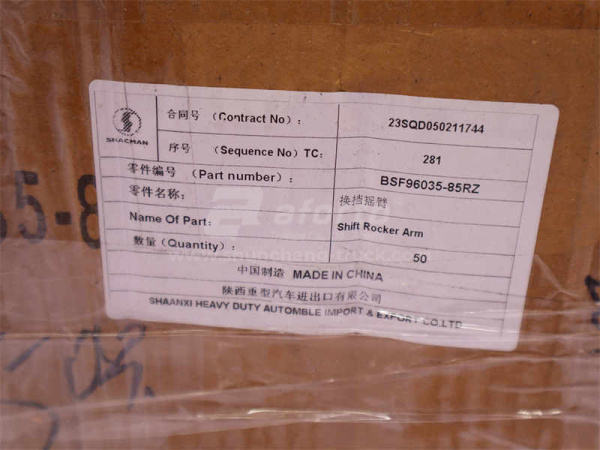 SHACMAN
合同号 （Contract No）： 23SQD050211744
序号 （Sequence No）TC： 281
零件编号 （Part number）： BSF96035-85RZ
零件名称： 换挡摇臂
Name Of Part: Shift Rocker Arm
数量（Quantity）： 50
中国制造 MADE IN CHINA
陕西重型汽车进出口有限公司
SHAANXI HEAVY DUTY AUTOMBLE IMPORT & EXPORT CO.LTD
35-8